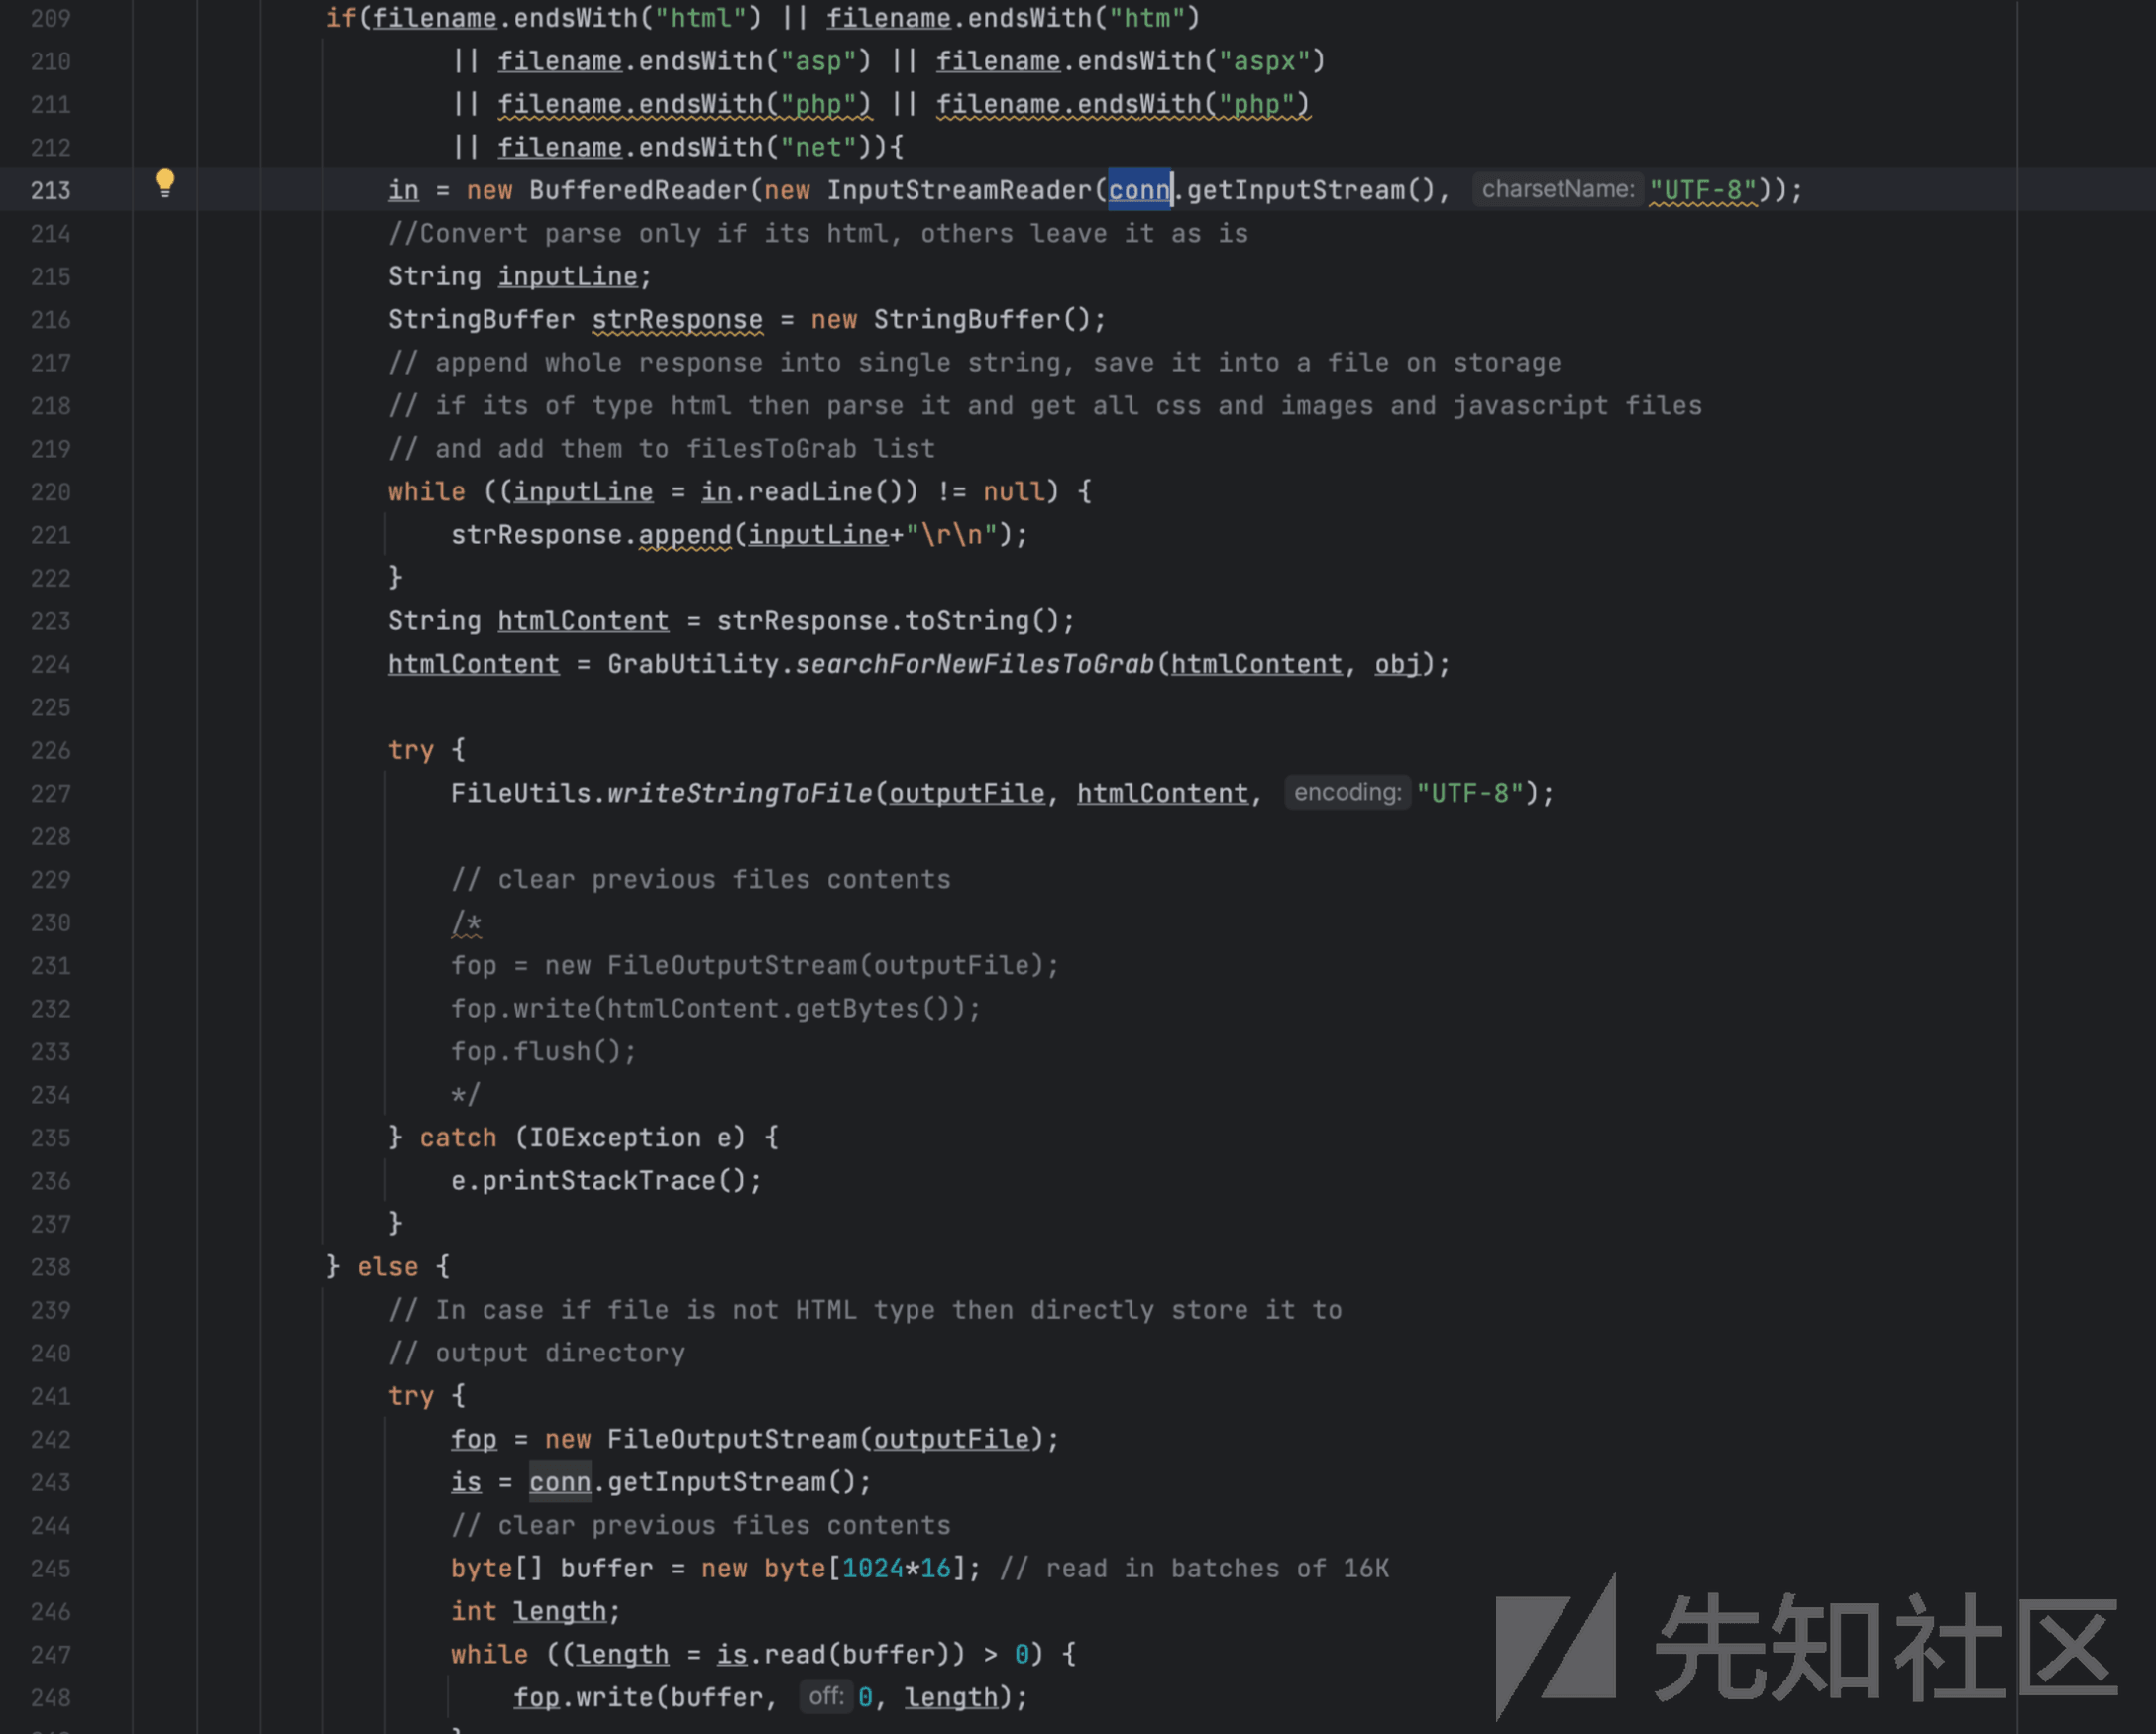 209 if(filename.endsWith("html") || filename.endsWith("htm")
210 || filename.endsWith("asp") || filename.endsWith("aspx")
211 || filename.endsWith("php") || filename.endsWith("php")
212 || filename.endsWith("net")){
213 in = new BufferedReader(new InputStreamReader(conn.getInputStream(), charsetName: "UTF-8"));
214 //Convert parse only if its html, others leave it as is
215 String inputLine;
216 StringBuffer strResponse = new StringBuffer();
217 // append whole response into single string, save it into a file on storage
218 // if its of type html then parse it and get all css and images and javascript files
219 // and add them to filesToGrab list
220 while ((inputLine = in.readLine()) != null) {
221 strResponse.append(inputLine+"\r\n");
222 }
223 String htmlContent = strResponse.toString();
224 htmlContent = GrabUtility.searchForNewFilesToGrab(htmlContent, obj);
225
226 try {
227 FileUtils.writeStringToFile(outputFile, htmlContent, encoding: "UTF-8");
228
229 // clear previous files contents
230 /*
231 fop = new FileOutputStream(outputFile);
232 fop.write(htmlContent.getBytes());
233 fop.flush();
234 */
235 } catch (IOException e) {
236 e.printStackTrace();
237 }
238 } else {
239 // In case if file is not HTML type then directly store it to
240 // output directory
241 try {
242 fop = new FileOutputStream(outputFile);
243 is = conn.getInputStream();
244 // clear previous files contents
245 byte[] buffer = new byte[1024*16]; // read in batches of 16K
246 int length;
247 while ((length = is.read(buffer)) > 0) {
248 fop.write(buffer, off: 0, length);
先知社区